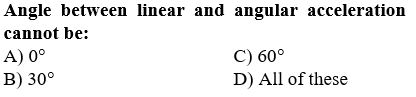 Angle between linear and angular acceleration
cannot be:
A) 0° C) 60°
B) 30° D) All of these